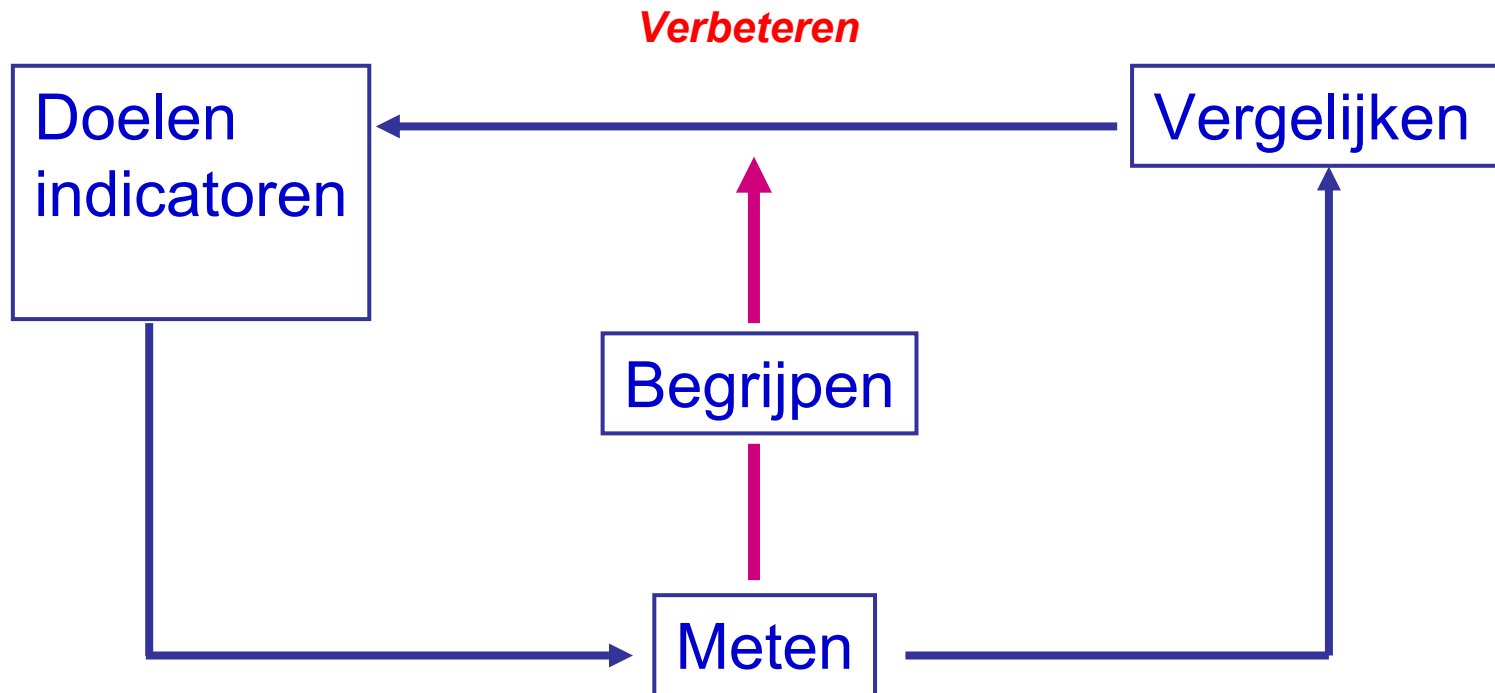 Verbeteren
Doelen
indicatoren
Vergelijken
Begrijpen
Meten